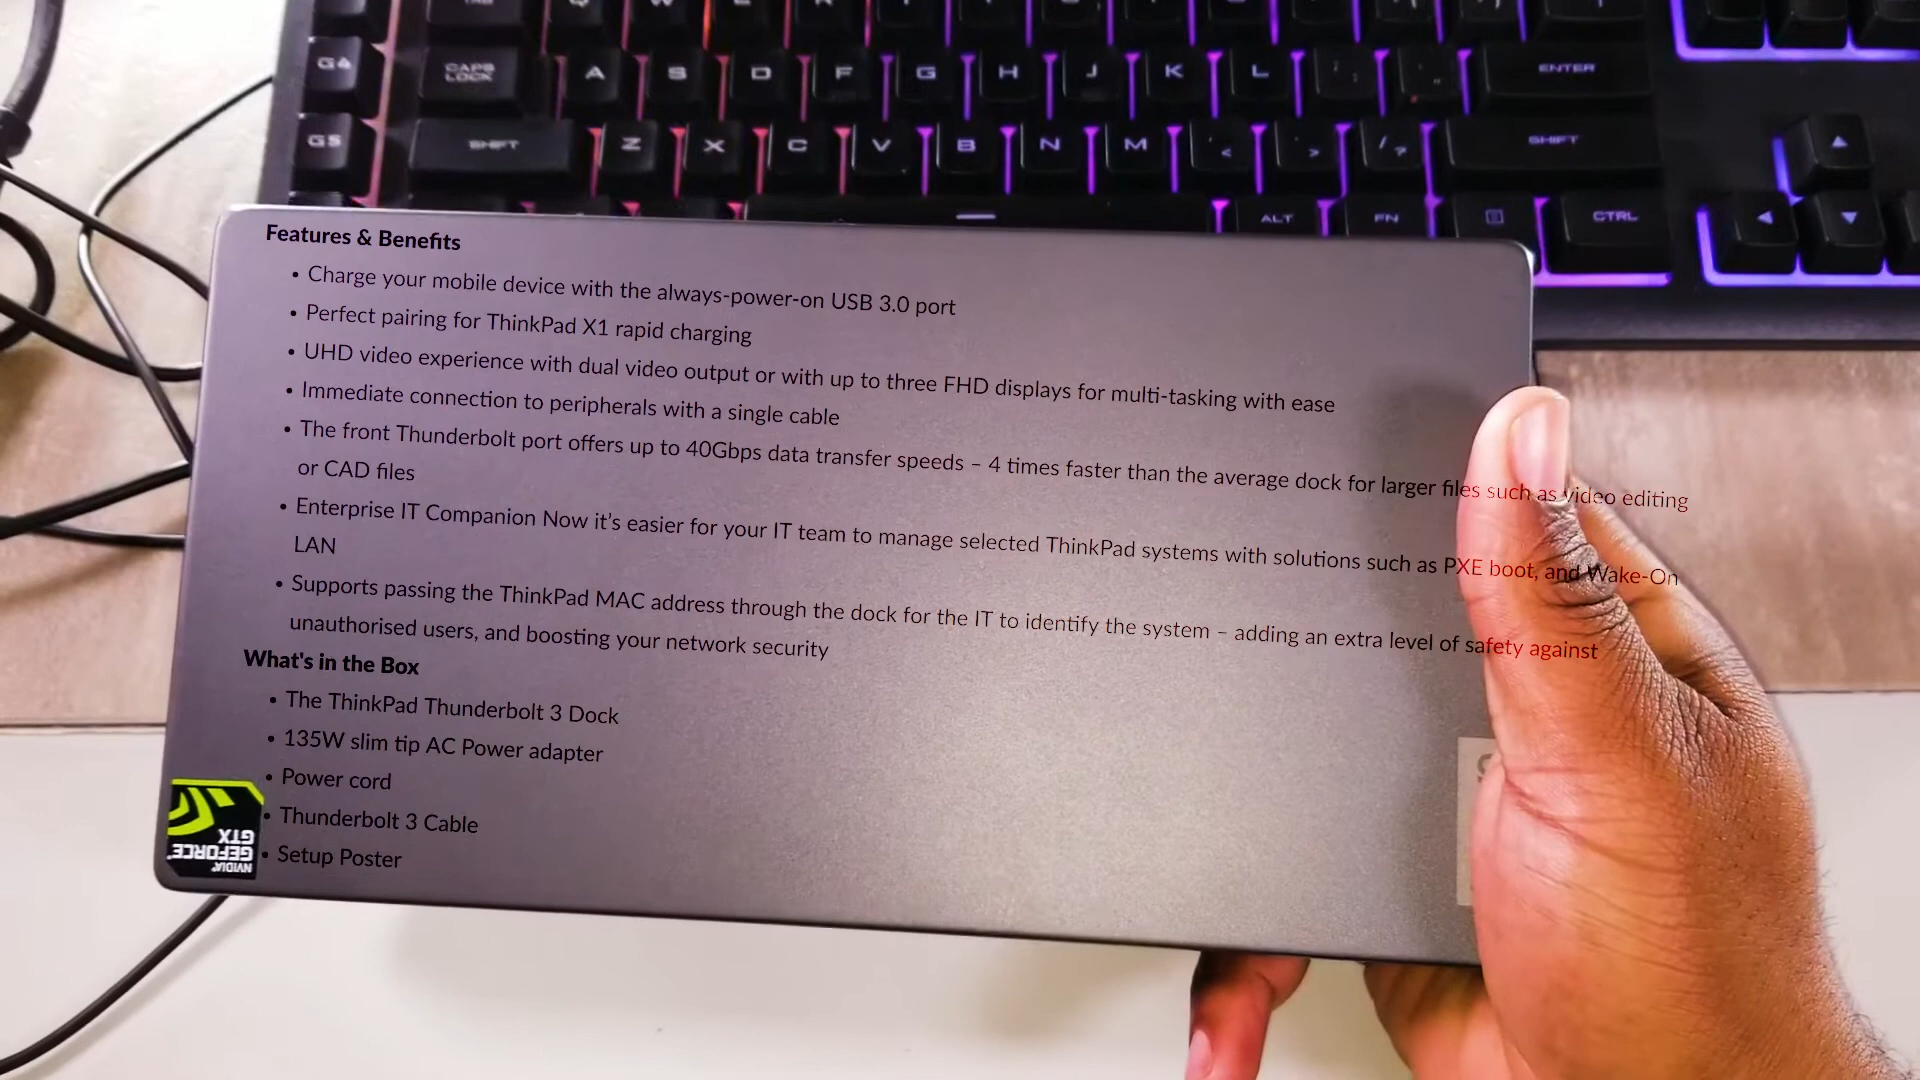 G4
CAPS LOCK
A
S
D
F
G
H
J
K
L
ENTER
G5
SHIFT
Z
X
C
V
B
N
M
SHIFT
ALT
FN
CTRL
Features & Benefits
• Charge your mobile device with the always-power-on USB 3.0 port
• Perfect pairing for ThinkPad X1 rapid charging
• UHD video experience with dual video output or with up to three FHD displays for multi-tasking with ease
• Immediate connection to peripherals with a single cable
• The front Thunderbolt port offers up to 40Gbps data transfer speeds – 4 times faster than the average dock for larger files such as video editing
or CAD files
• Enterprise IT Companion Now it’s easier for your IT team to manage selected ThinkPad systems with solutions such as PXE boot, and Wake-On
LAN
• Supports passing the ThinkPad MAC address through the dock for the IT to identify the system – adding an extra level of safety against
unauthorised users, and boosting your network security
What's in the Box
• The ThinkPad Thunderbolt 3 Dock
• 135W slim tip AC Power adapter
• Power cord
• Thunderbolt 3 Cable
• Setup Poster
NVIDIA.
GEFORCE
GTX